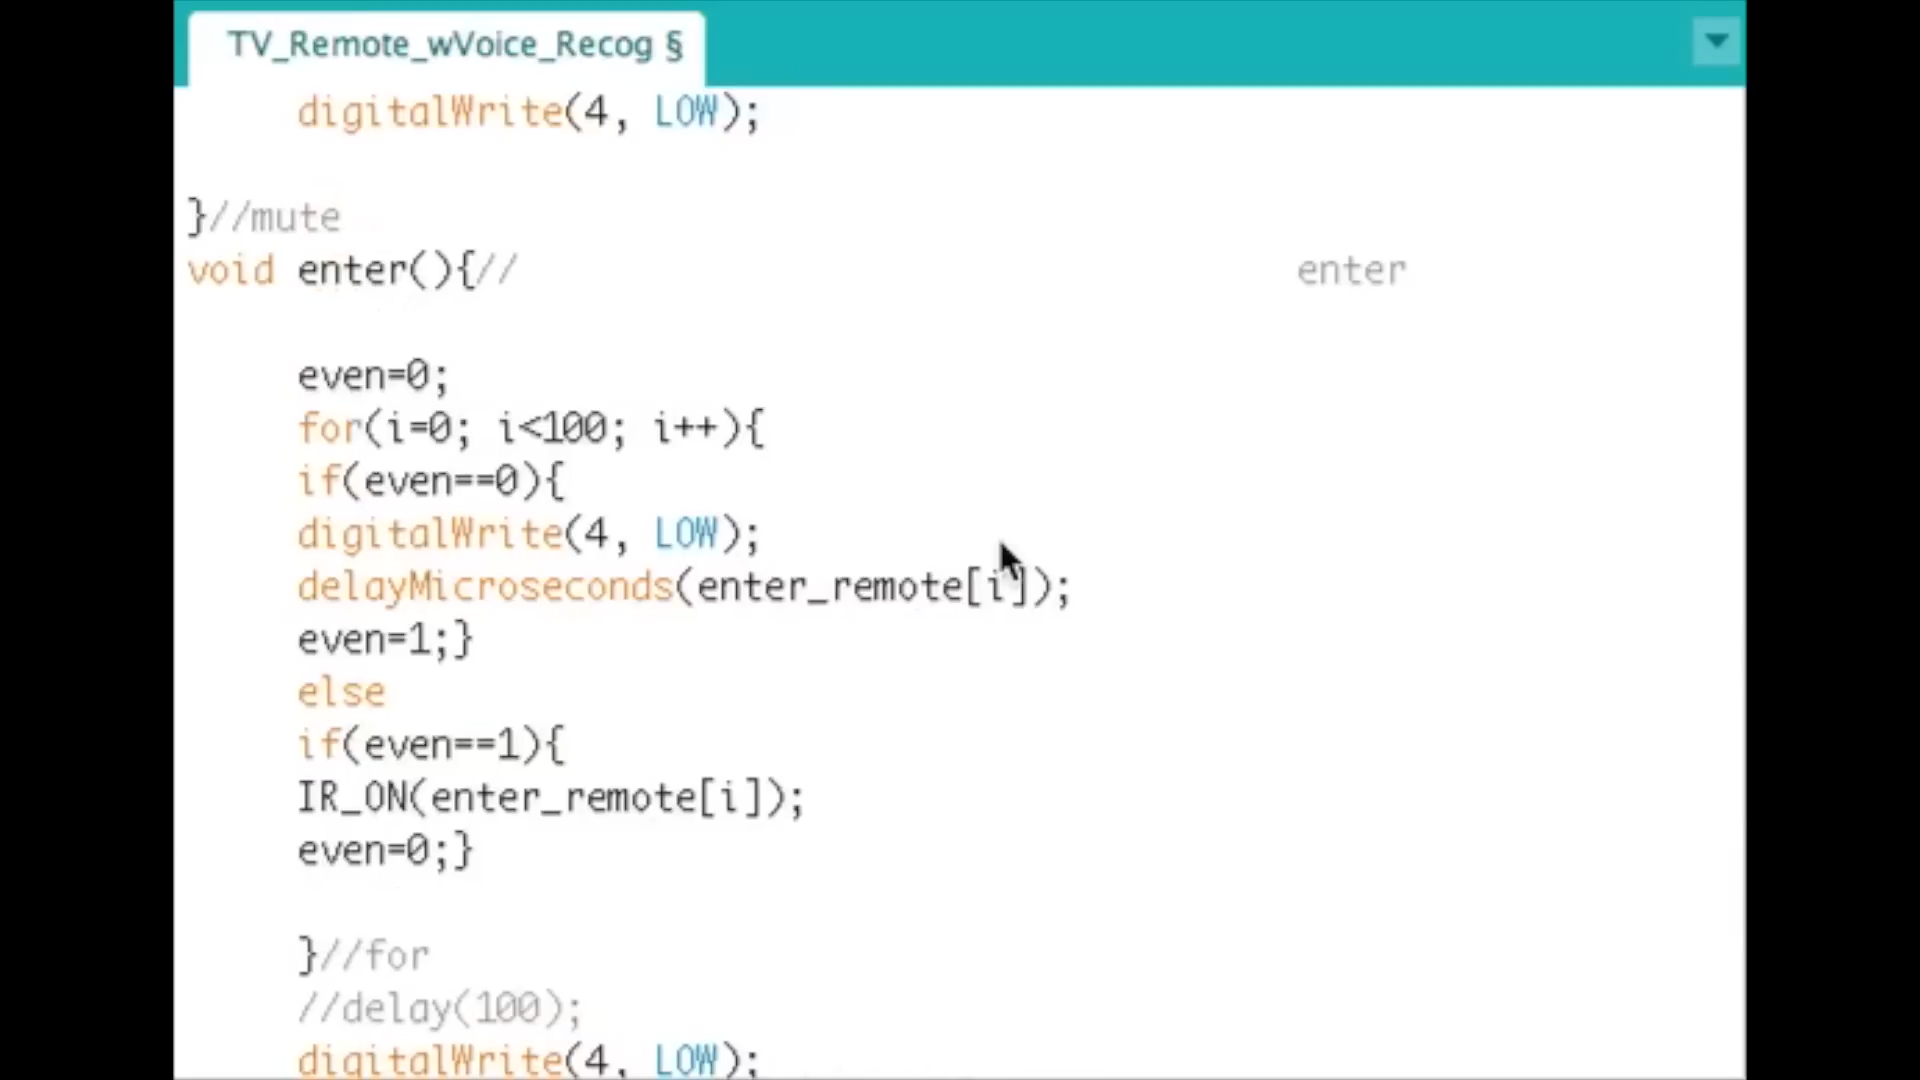 TV_Remote_wVoice_Recog §
digitalWrite(4, LOW);
}//mute
void enter(){// enter
even=0;
for(i=0; i<100; i++){
if(even==0){
digitalWrite(4, LOW);
delayMicroseconds(enter_remote[i]);
even=1;}
else
if(even==1){
IR_ON(enter_remote[i]);
even=0;}
}//for
//delay(100);
digitalWrite(4, LOW);